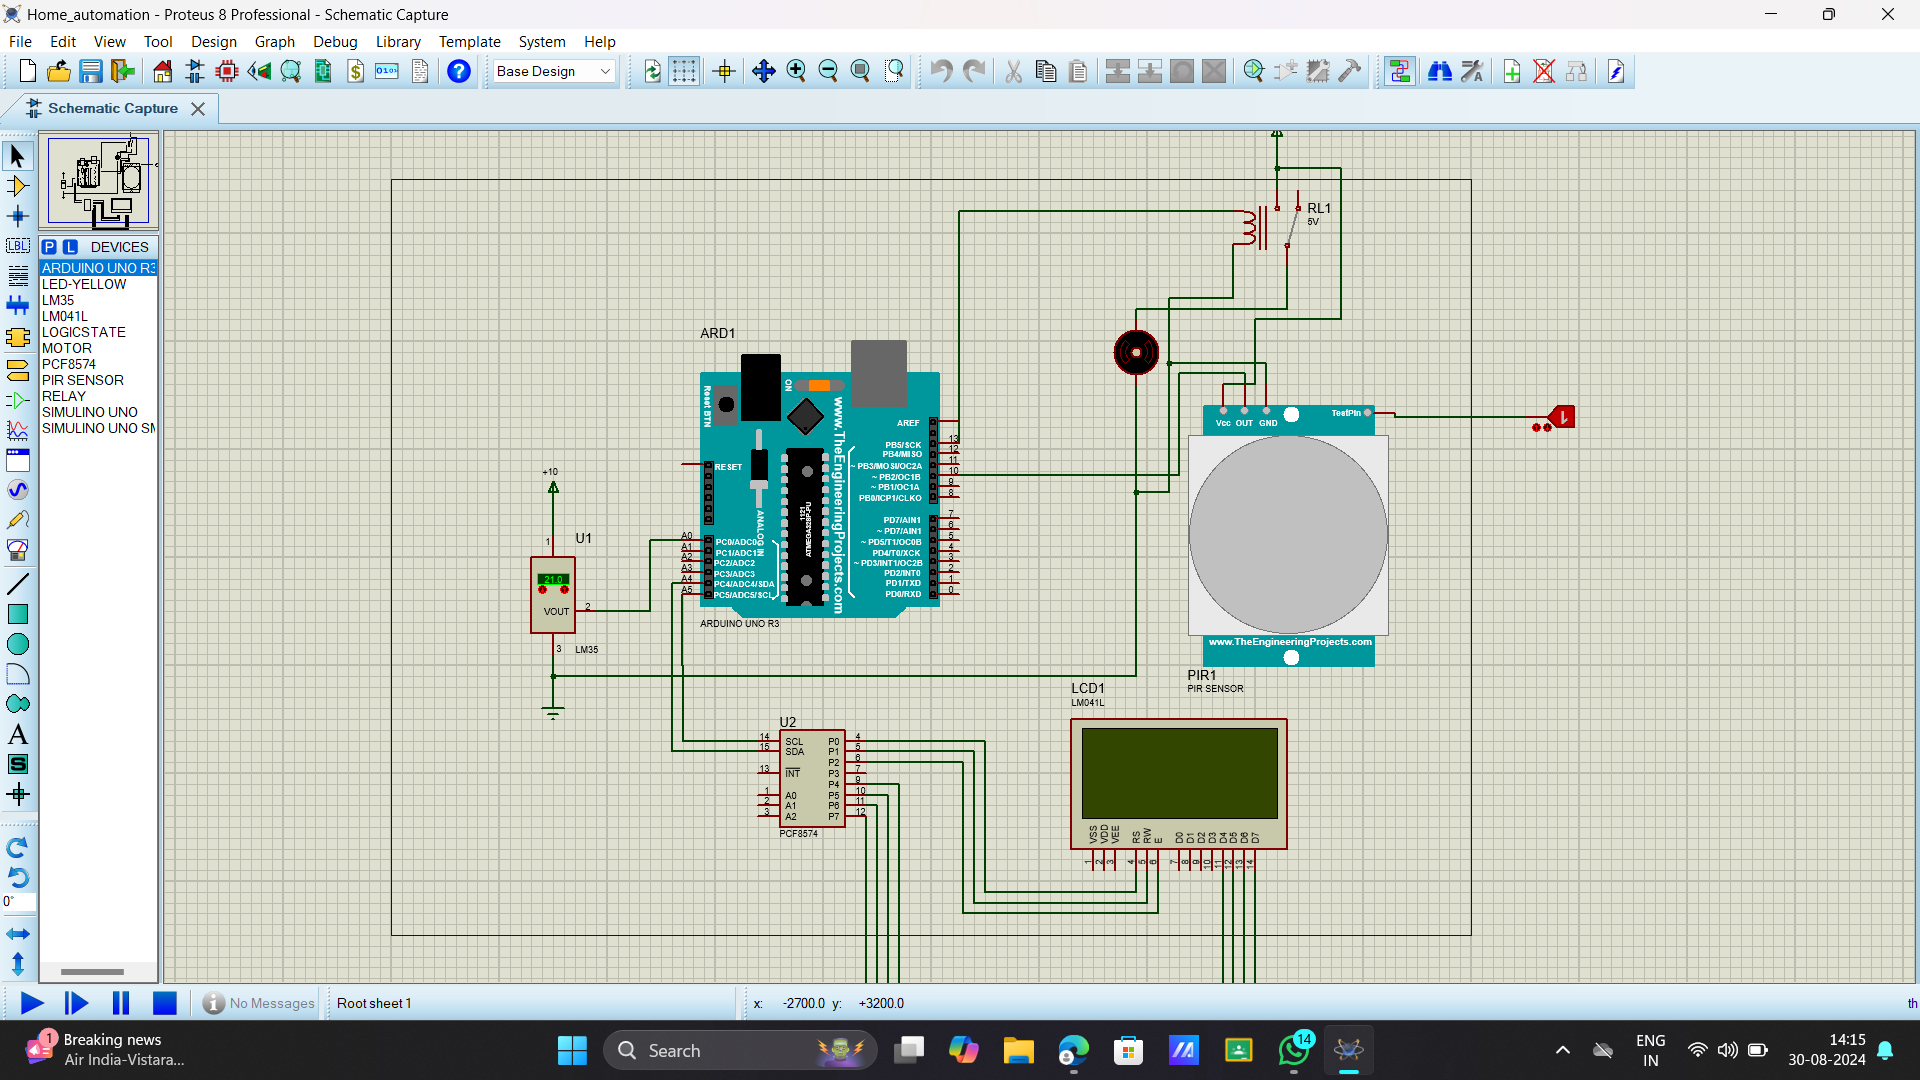 Home_automation - Proteus 8 Professional - Schematic Capture
File Edit View Tool Design Graph Debug Library Template System Help
Base Design
Schematic Capture
P L DEVICES
ARDUINO UNO R3
LED-YELLOW
LM35
LM041L
LOGICSTATE
MOTOR
PCF8574
PIR SENSOR
RELAY
SIMULINO UNO
SIMULINO UNO SM
LBL
A
S
0°
RL1
5V
ARD1
Reset BTN
ON
www.TheEngineeringProjects.com
ANALOG IN
ATMEGA328P-PU
1121
RESET
AREF
PB5/SCK 13
PB4/MISO 12
~ PB3/MOSI/OC2A 11
~ PB2/OC1B 10
~ PB1/OC1A 9
PB0/ICP1/CLKO 8
PD7/AIN1 7
~ PD7/AIN1 6
~ PD5/T1/OC0B 5
PD4/T0/XCK 4
~ PD3/INT1/OC2B 3
PD2/INT0 2
PD1/TXD 1
PD0/RXD 0
A0 PC0/ADC0
A1 PC1/ADC1
A2 PC2/ADC2
A3 PC3/ADC3
A4 PC4/ADC4/SDA
A5 PC5/ADC5/SCL
ARDUINO UNO R3
+10
1
U1
21.0
VOUT 2
3
LM35
Vcc OUT GND TestPin
1
www.TheEngineeringProjects.com
PIR1
PIR SENSOR
LCD1
LM041L
VSS VDD VEE RS RW E D0 D1 D2 D3 D4 D5 D6 D7
1 2 3 4 5 6 7 8 9 10 11 12 13 14
U2
14 SCL P0 4
15 SDA P1 5
P2 6
13 INT P3 7
P4 9
1 A0 P5 10
2 A1 P6 11
3 A2 P7 12
PCF8574
No Messages
Root sheet 1
x: -2700.0 y: +3200.0
th
1
Breaking news
Air India-Vistara...
Search
14
ENG
IN
14:15
30-08-2024